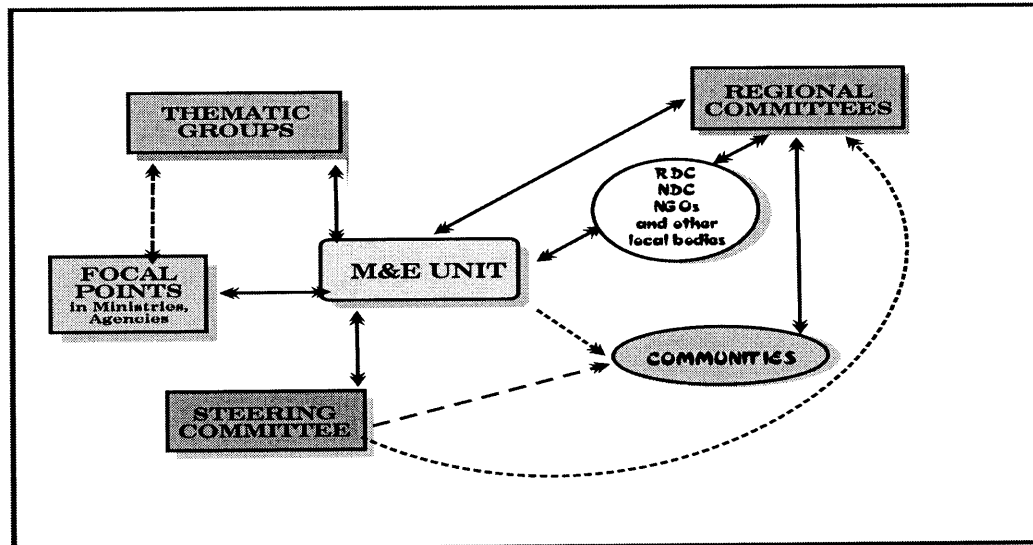 THEMATIC
GROUPS
REGIONAL
COMMITTEES
RDC
NDC
NGOs
and other
local bodies
M&E UNIT
FOCAL
POINTS
in Ministries,
Agencies
COMMUNITIES
STEERING
COMMITTEE